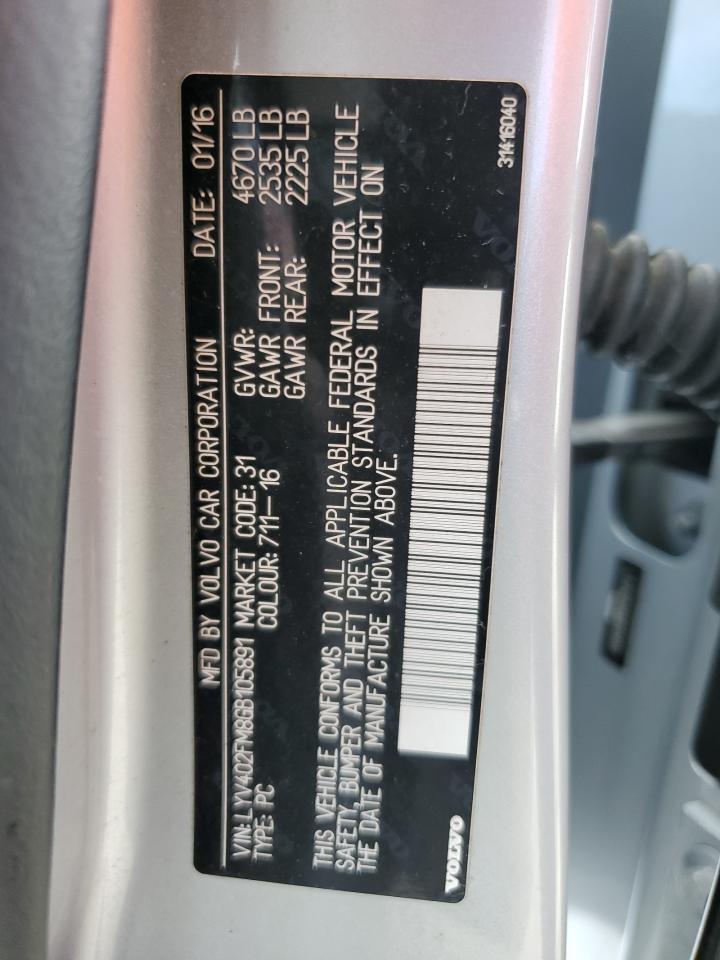 MFD BY VOLVO CAR CORPORATION DATE: 01/16
VIN:LYV402FM8GB105891 MARKET CODE: 31 GVWR: 4670 LB
TYPE: PC COLOUR: 711-16 GAWR FRONT: 2535 LB
GAWR REAR: 2225 LB
THIS VEHICLE CONFORMS TO ALL APPLICABLE FEDERAL MOTOR VEHICLE
SAFETY, BUMPER AND THEFT PREVENTION STANDARDS IN EFFECT ON
THE DATE OF MANUFACTURE SHOWN ABOVE.
VOLVO 31416040